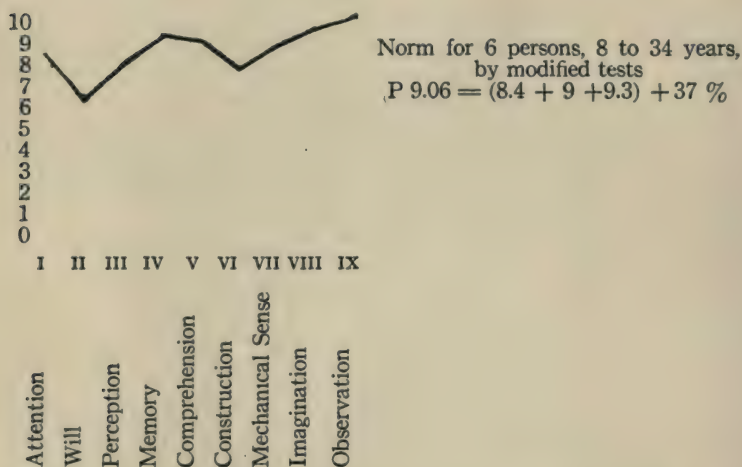 10
9
8
7
6
5
4
3
2
1
0
I II III IV V VI VII VIII IX
Attention
Will
Perception
Memory
Comprehension
Construction
Mechanical Sense
Imagination
Observation
Norm for 6 persons, 8 to 34 years,
by modified tests
P 9.06 = (8.4 + 9 +9.3) + 37 %